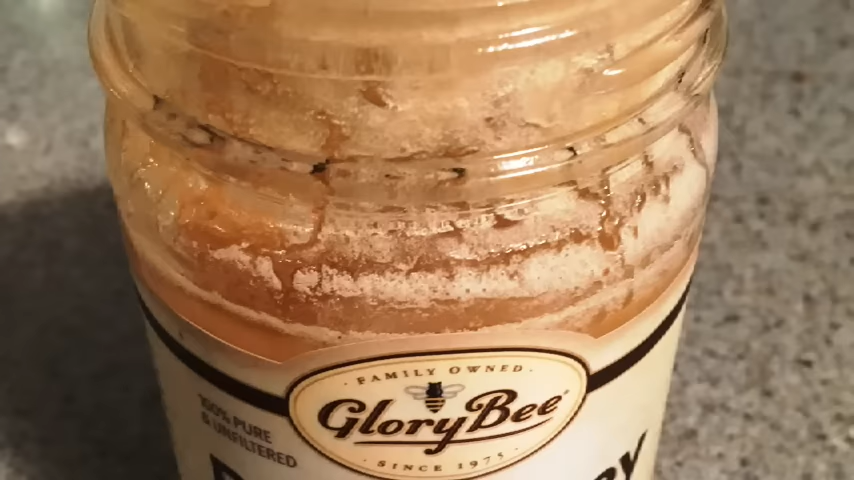 FAMILY OWNED
GloryBee®
SINCE 1975
100% PURE
& UNFILTERED